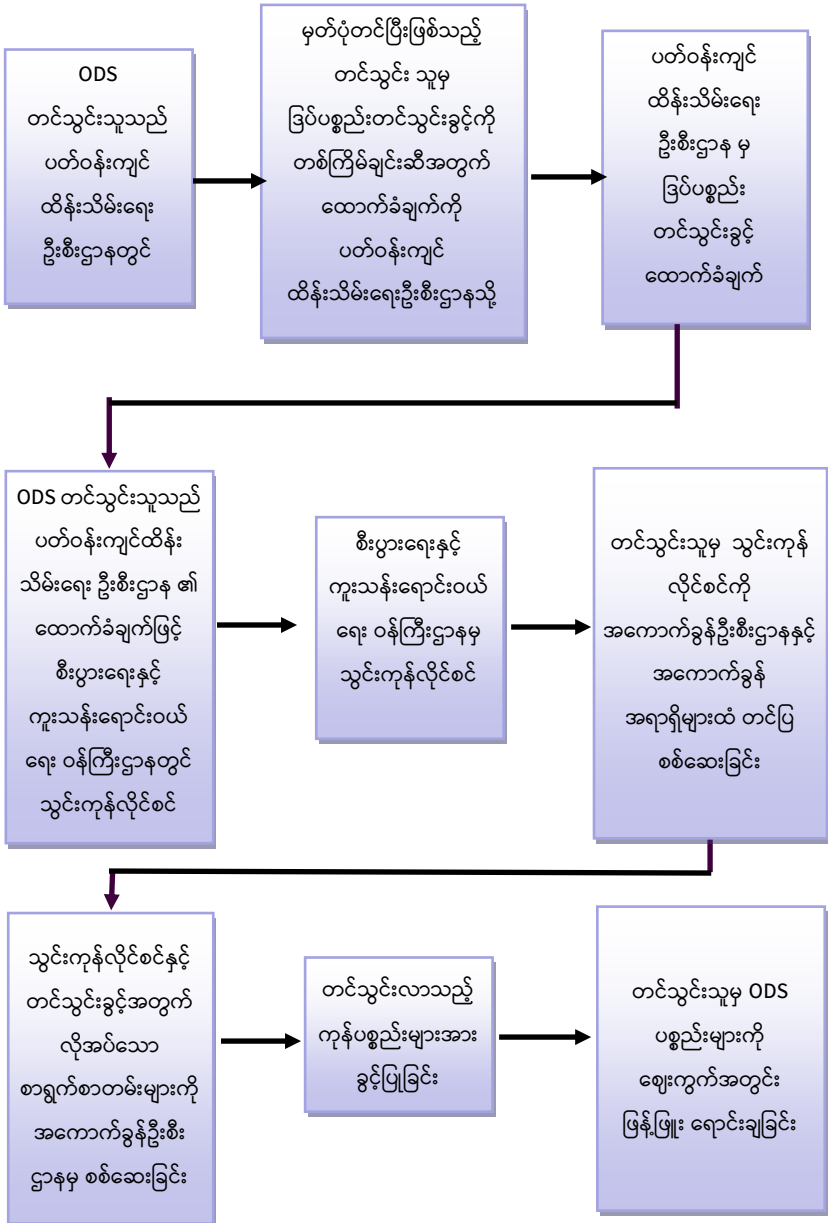 ODS
တင်သွင်းသူသည်
ပတ်ဝန်းကျင်
ထိန်းသိမ်းရေး
ဦးစီးဌာနတွင်
မှတ်ပုံတင်ပြီးဖြစ်သည့်
တင်သွင်း သူမှ
ဒြပ်ပစ္စည်းတင်သွင်းခွင့်ကို
တစ်ကြိမ်ချင်းဆီအတွက်
ထောက်ခံချက်ကို
ပတ်ဝန်းကျင်
ထိန်းသိမ်းရေးဦးစီးဌာနသို့
ပတ်ဝန်းကျင်
ထိန်းသိမ်းရေး
ဦးစီးဌာန မှ
ဒြပ်ပစ္စည်း
တင်သွင်းခွင့်
ထောက်ခံချက်
ODS တင်သွင်းသူသည်
ပတ်ဝန်းကျင်ထိန်း
သိမ်းရေး ဦးစီးဌာန ၏
ထောက်ခံချက်ဖြင့်
စီးပွားရေးနှင့်
ကူးသန်းရောင်းဝယ်
ရေး ဝန်ကြီးဌာနတွင်
သွင်းကုန်လိုင်စင်
စီးပွားရေးနှင့်
ကူးသန်းရောင်းဝယ်
ရေး ဝန်ကြီးဌာနမှ
သွင်းကုန်လိုင်စင်
တင်သွင်းသူမှ သွင်းကုန်
လိုင်စင်ကို
အကောက်ခွန်ဦးစီးဌာနနှင့်
အကောက်ခွန်
အရာရှိများထံ တင်ပြ
စစ်ဆေးခြင်း
သွင်းကုန်လိုင်စင်နှင့်
တင်သွင်းခွင့်အတွက်
လိုအပ်သော
စာရွက်စာတမ်းများကို
အကောက်ခွန်ဦးစီး
ဌာနမှ စစ်ဆေးခြင်း
တင်သွင်းလာသည့်
ကုန်ပစ္စည်းများအား
ခွင့်ပြုခြင်း
တင်သွင်းသူမှ ODS
ပစ္စည်းများကို
ဈေးကွက်အတွင်း
ဖြန့်ဖြူး ရောင်းချခြင်း